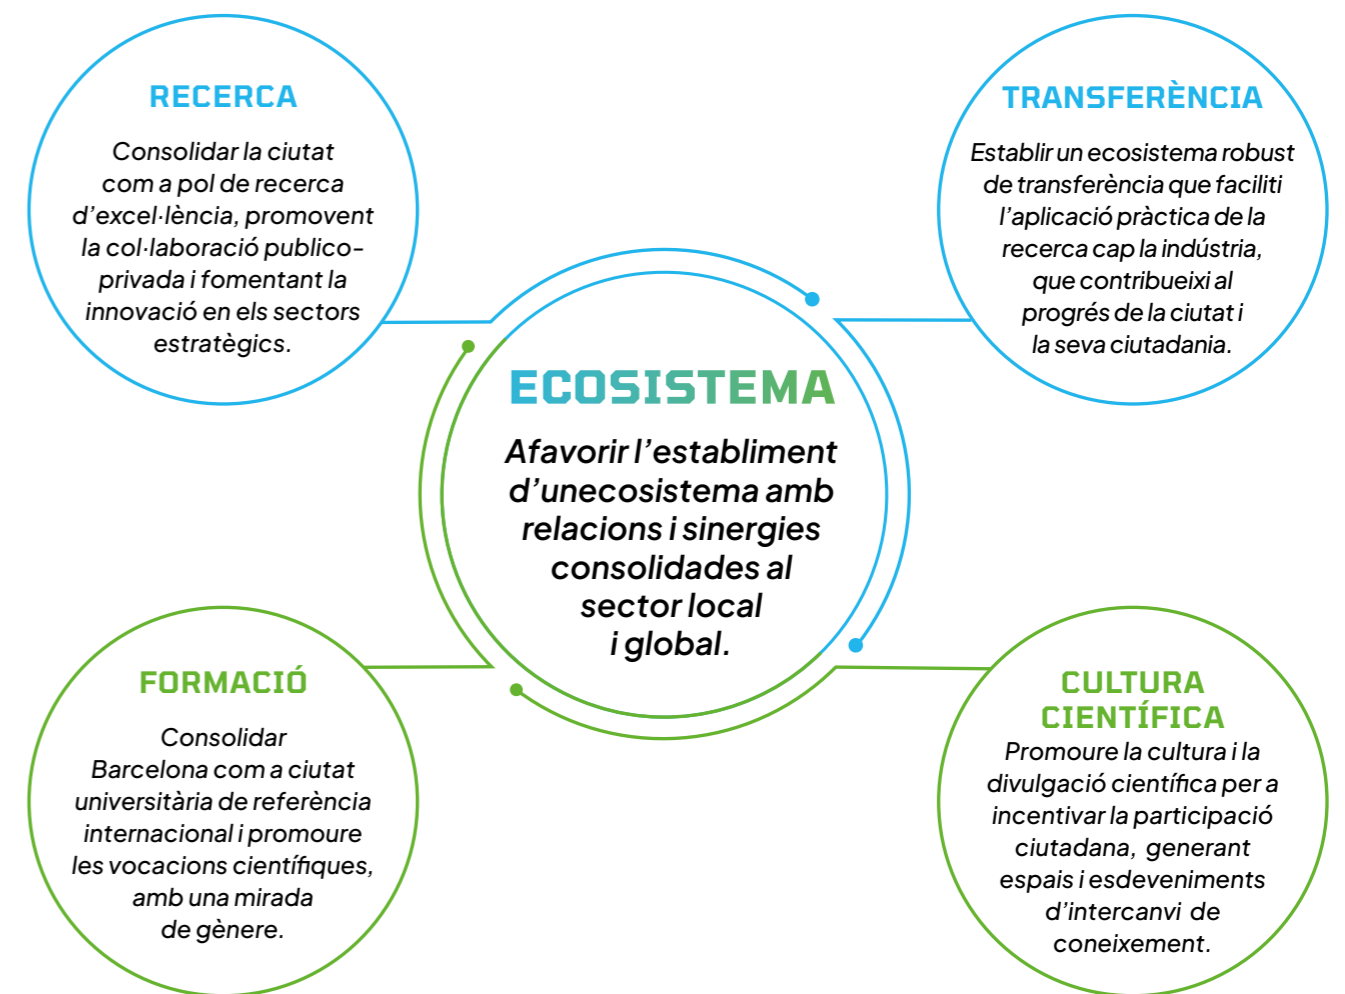 RECERCA
Consolidar la ciutat
com a pol de recerca
d’excel·lència, promovent
la col·laboració publico-
privada i fomentant la
innovació en els sectors
estratègics.
TRANSFERÈNCIA
Establir un ecosistema robust
de transferència que faciliti
l’aplicació pràctica de la
recerca cap la indústria,
que contribueixi al
progrés de la ciutat i
la seva ciutadania.
ECOSISTEMA
Afavorir l’establiment
d’unecosistema amb
relacions i sinergies
consolidades al
sector local
i global.
FORMACIÓ
Consolidar
Barcelona com a ciutat
universitària de referència
internacional i promoure
les vocacions científiques,
amb una mirada
de gènere.
CULTURA
CIENTÍFICA
Promoure la cultura i la
divulgació científica per a
incentivar la participació
ciutadana, generant
espais i esdeveniments
d’intercanvi de
coneixement.